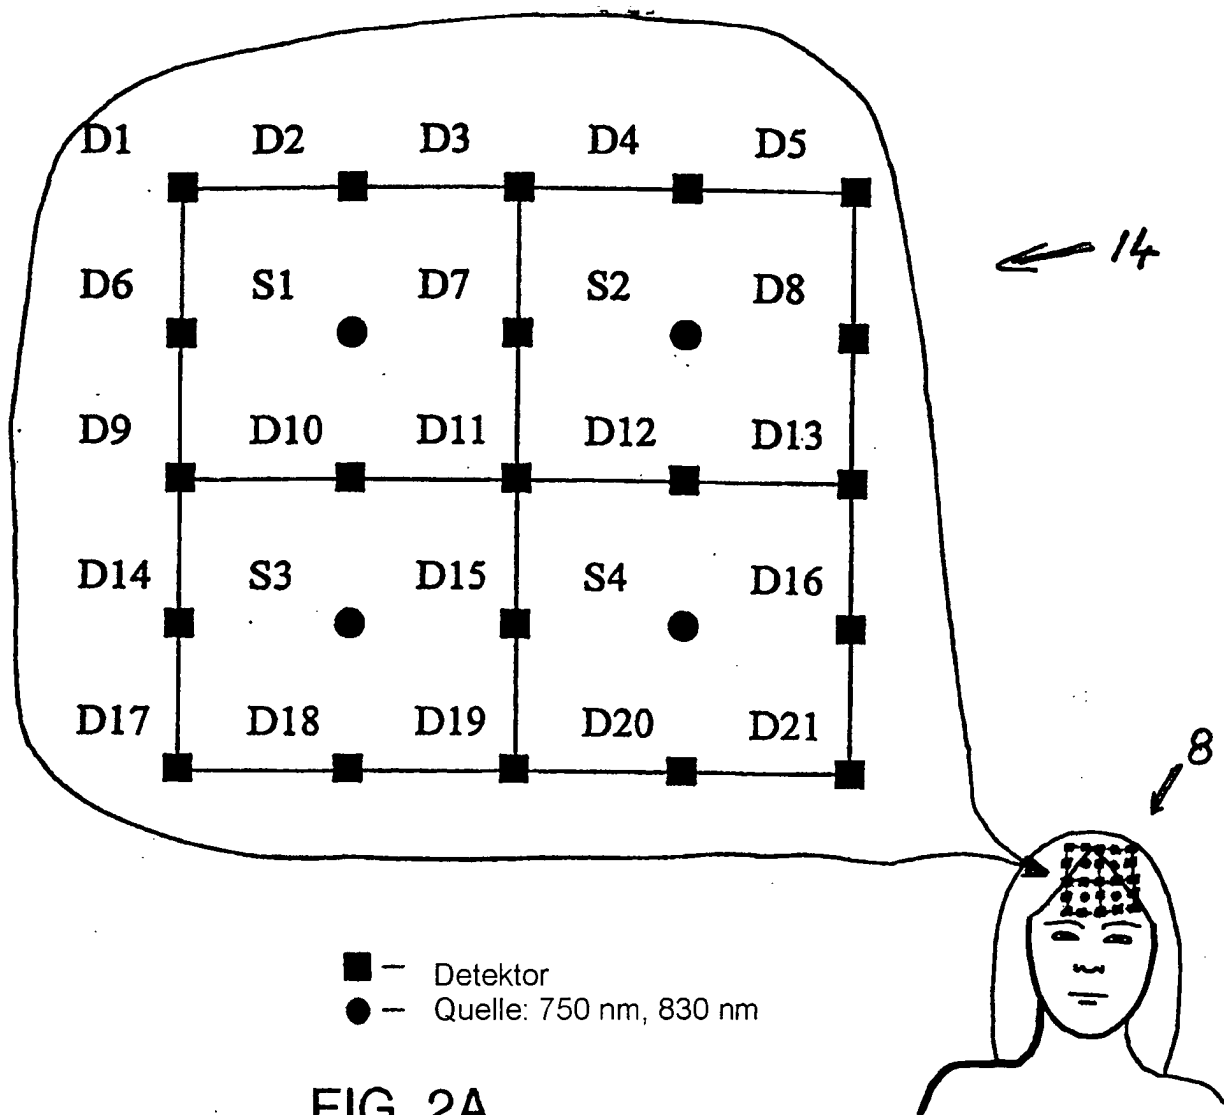 D1 D2 D3 D4 D5
14
D6 S1 D7 S2 D8
D9 D10 D11 D12 D13
D14 S3 D15 S4 D16
D17 D18 D19 D20 D21
8
Detektor
Quelle: 750 nm, 830 nm
FIG. 2A